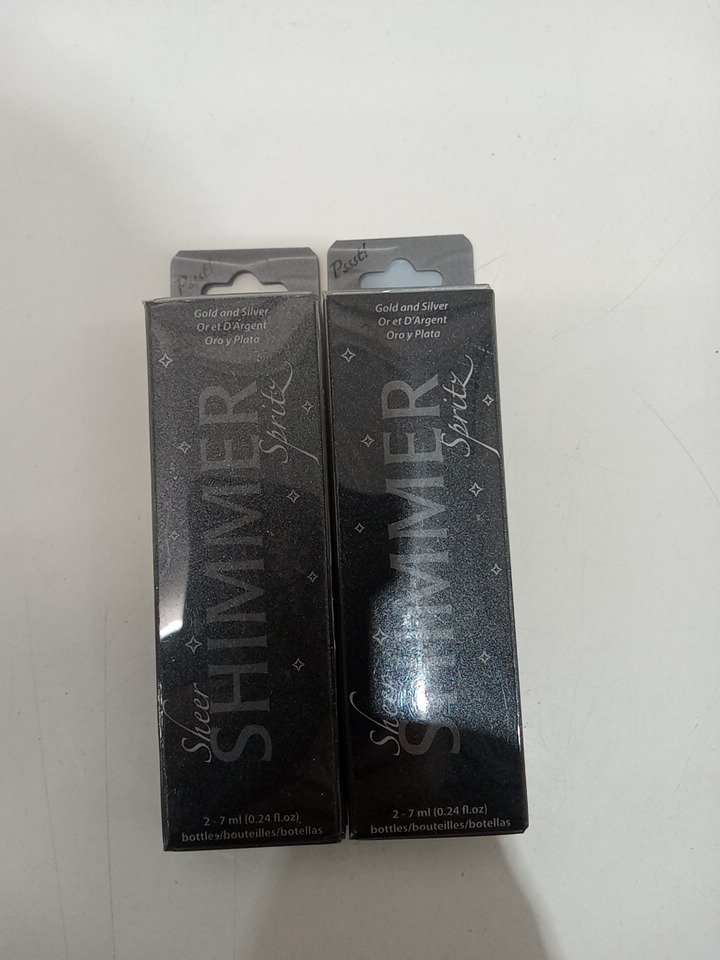 Pssst!
Gold and Silver
Or et D'Argent
Oro y Plata
Sheer
SHIMMER
Spritz
2 - 7 ml (0.24 fl.oz)
bottles/bouteilles/botellas
Pssst!
Gold and Silver
Or et D'Argent
Oro y Plata
Sheer
SHIMMER
Spritz
2 - 7 ml (0.24 fl.oz)
bottles/bouteilles/botellas